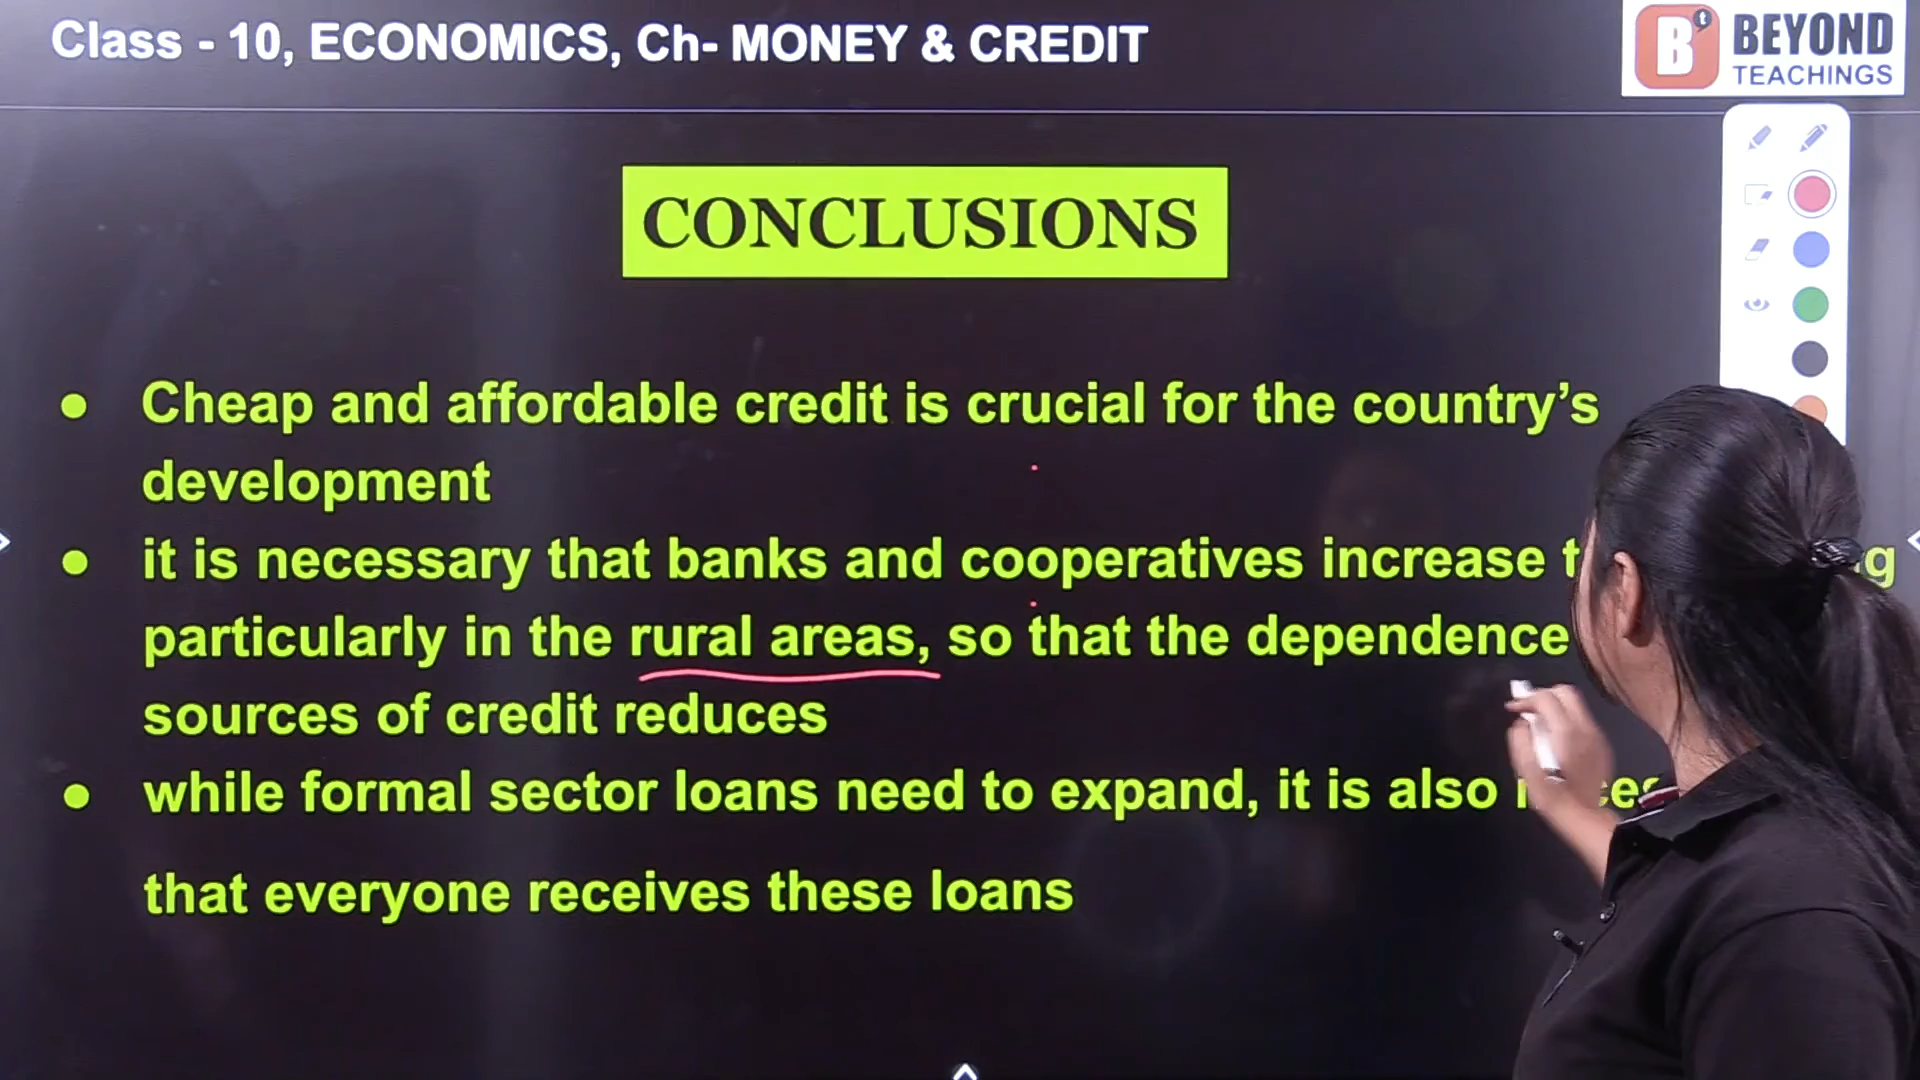 Class - 10, ECONOMICS, Ch- MONEY & CREDIT
B t BEYOND
TEACHINGS
CONCLUSIONS
• Cheap and affordable credit is crucial for the country’s
development
• it is necessary that banks and cooperatives increase
particularly in the rural areas, so that the dependence
sources of credit reduces
• while formal sector loans need to expand, it is also
that everyone receives these loans